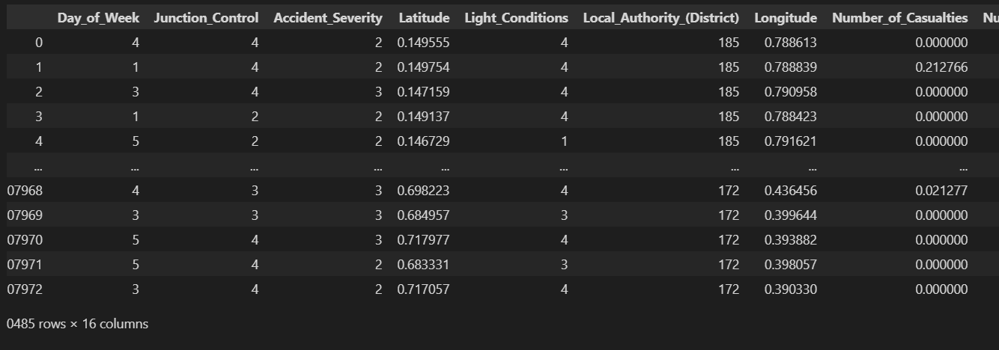 Day_of_Week Junction_Control Accident_Severity Latitude Light_Conditions Local_Authority_(District) Longitude Number_of_Casualties Nu
0 4 4 2 0.149555 4 185 0.788613 0.000000
1 1 4 2 0.149754 4 185 0.788839 0.212766
2 3 4 3 0.147159 4 185 0.790958 0.000000
3 1 2 2 0.149137 4 185 0.788423 0.000000
4 5 2 2 0.146729 1 185 0.791621 0.000000
... ... ... ... ... ... ... ... ...
07968 4 3 3 0.698223 4 172 0.436456 0.021277
07969 3 3 3 0.684957 3 172 0.399644 0.000000
07970 5 4 3 0.717977 4 172 0.393882 0.000000
07971 5 4 2 0.683331 3 172 0.398057 0.000000
07972 3 4 2 0.717057 4 172 0.390330 0.000000
0485 rows × 16 columns